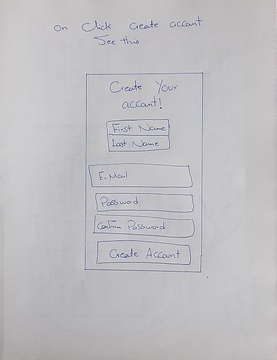 on Click create account
See this
Create Your
account!
First Name
Last Name
E-Mail
Password
Confirm Password
Create Account